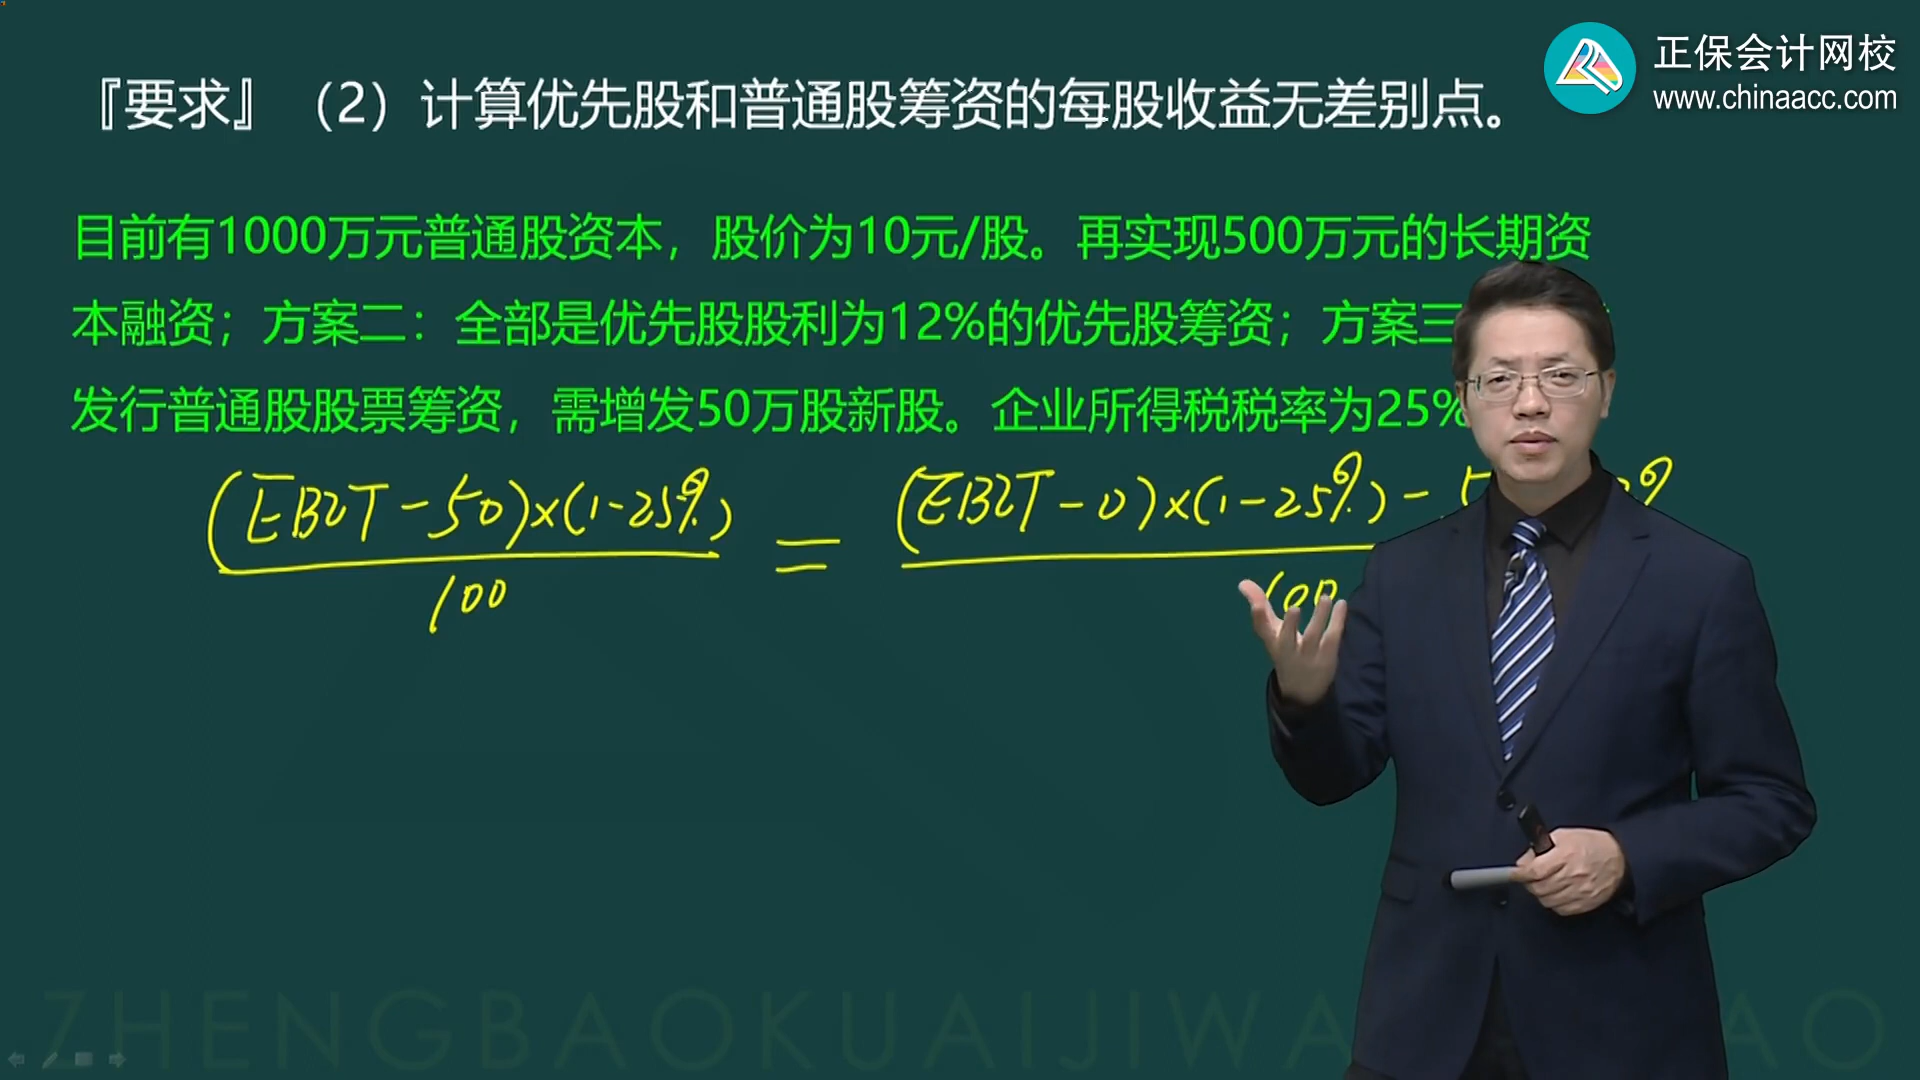 正保会计网校
www.chinaacc.com
『要求』（2）计算优先股和普通股筹资的每股收益无差别点。
目前有1000万元普通股资本，股价为10元/股。再实现500万元的长期资
本融资；方案二：全部是优先股股利为12%的优先股筹资；方案三
发行普通股股票筹资，需增发50万股新股。企业所得税税率为25%
(EBIT-50)×(1-25%)
100
=
(EBIT-0)×(1-25%)-
100
ZHENGBAOKUAIJIWA AO